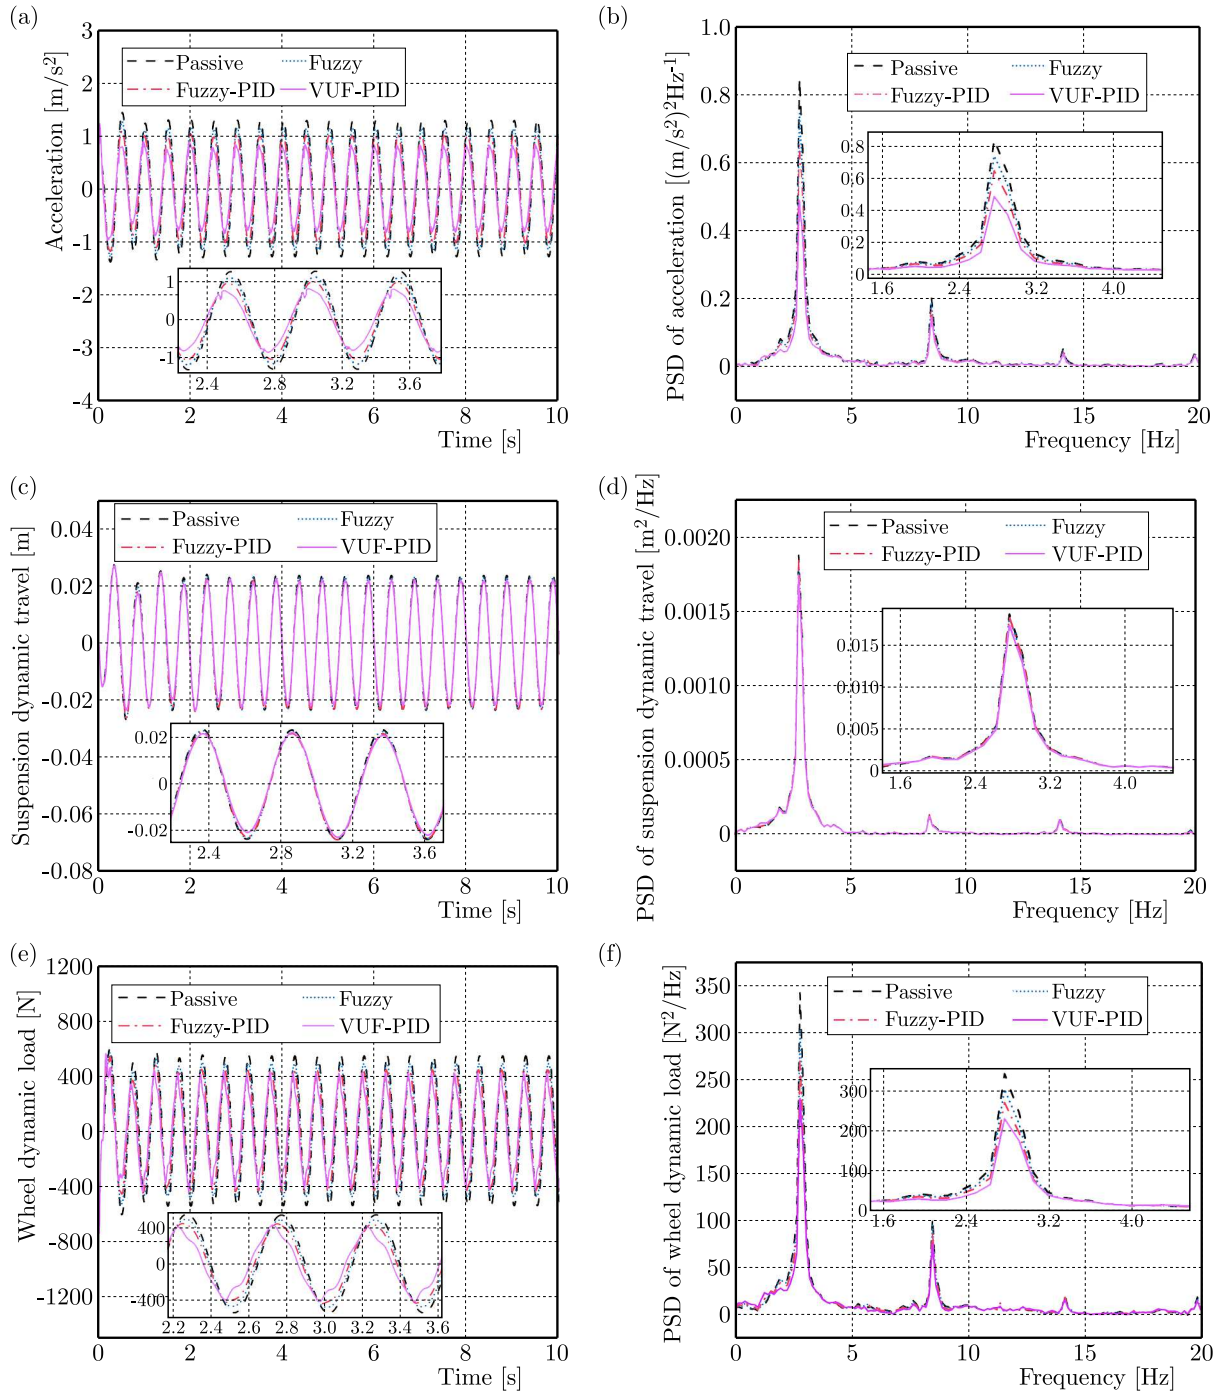 (a)
Acceleration [m/s²]
3
2
1
0
-1
-2
-3
-4
Passive Fuzzy
Fuzzy-PID VUF-PID
1
0
-1
2.4 2.8 3.2 3.6
0 2 4 6 8 10
Time [s]
(b)
PSD of acceleration [(m/s²)²Hz⁻¹]
1.0
0.8
0.6
0.4
0.2
0
Passive Fuzzy
Fuzzy-PID VUF-PID
0.8
0.6
0.4
0.2
0
1.6 2.4 3.2 4.0
0 5 10 15 20
Frequency [Hz]
(c)
Suspension dynamic travel [m]
0.04
0.02
0
-0.02
-0.04
-0.06
-0.08
Passive Fuzzy
Fuzzy-PID VUF-PID
0.02
0
-0.02
2.4 2.8 3.2 3.6
0 2 4 6 8 10
Time [s]
(d)
PSD of suspension dynamic travel [m²/Hz]
0.0020
0.0015
0.0010
0.0005
0
Passive Fuzzy
Fuzzy-PID VUF-PID
0.015
0.010
0.005
0
1.6 2.4 3.2 4.0
0 5 10 15 20
Frequency [Hz]
(e)
Wheel dynamic load [N]
1200
800
400
0
-400
-800
-1200
Passive Fuzzy
Fuzzy-PID VUF-PID
400
0
-400
2.2 2.4 2.6 2.8 3.0 3.2 3.4 3.6
0 2 4 6 8 10
Time [s]
(f)
PSD of wheel dynamic load [N²/Hz]
350
300
250
200
150
100
50
0
Passive Fuzzy
Fuzzy-PID VUF-PID
300
200
100
0
1.6 2.4 3.2 4.0
0 5 10 15 20
Frequency [Hz]